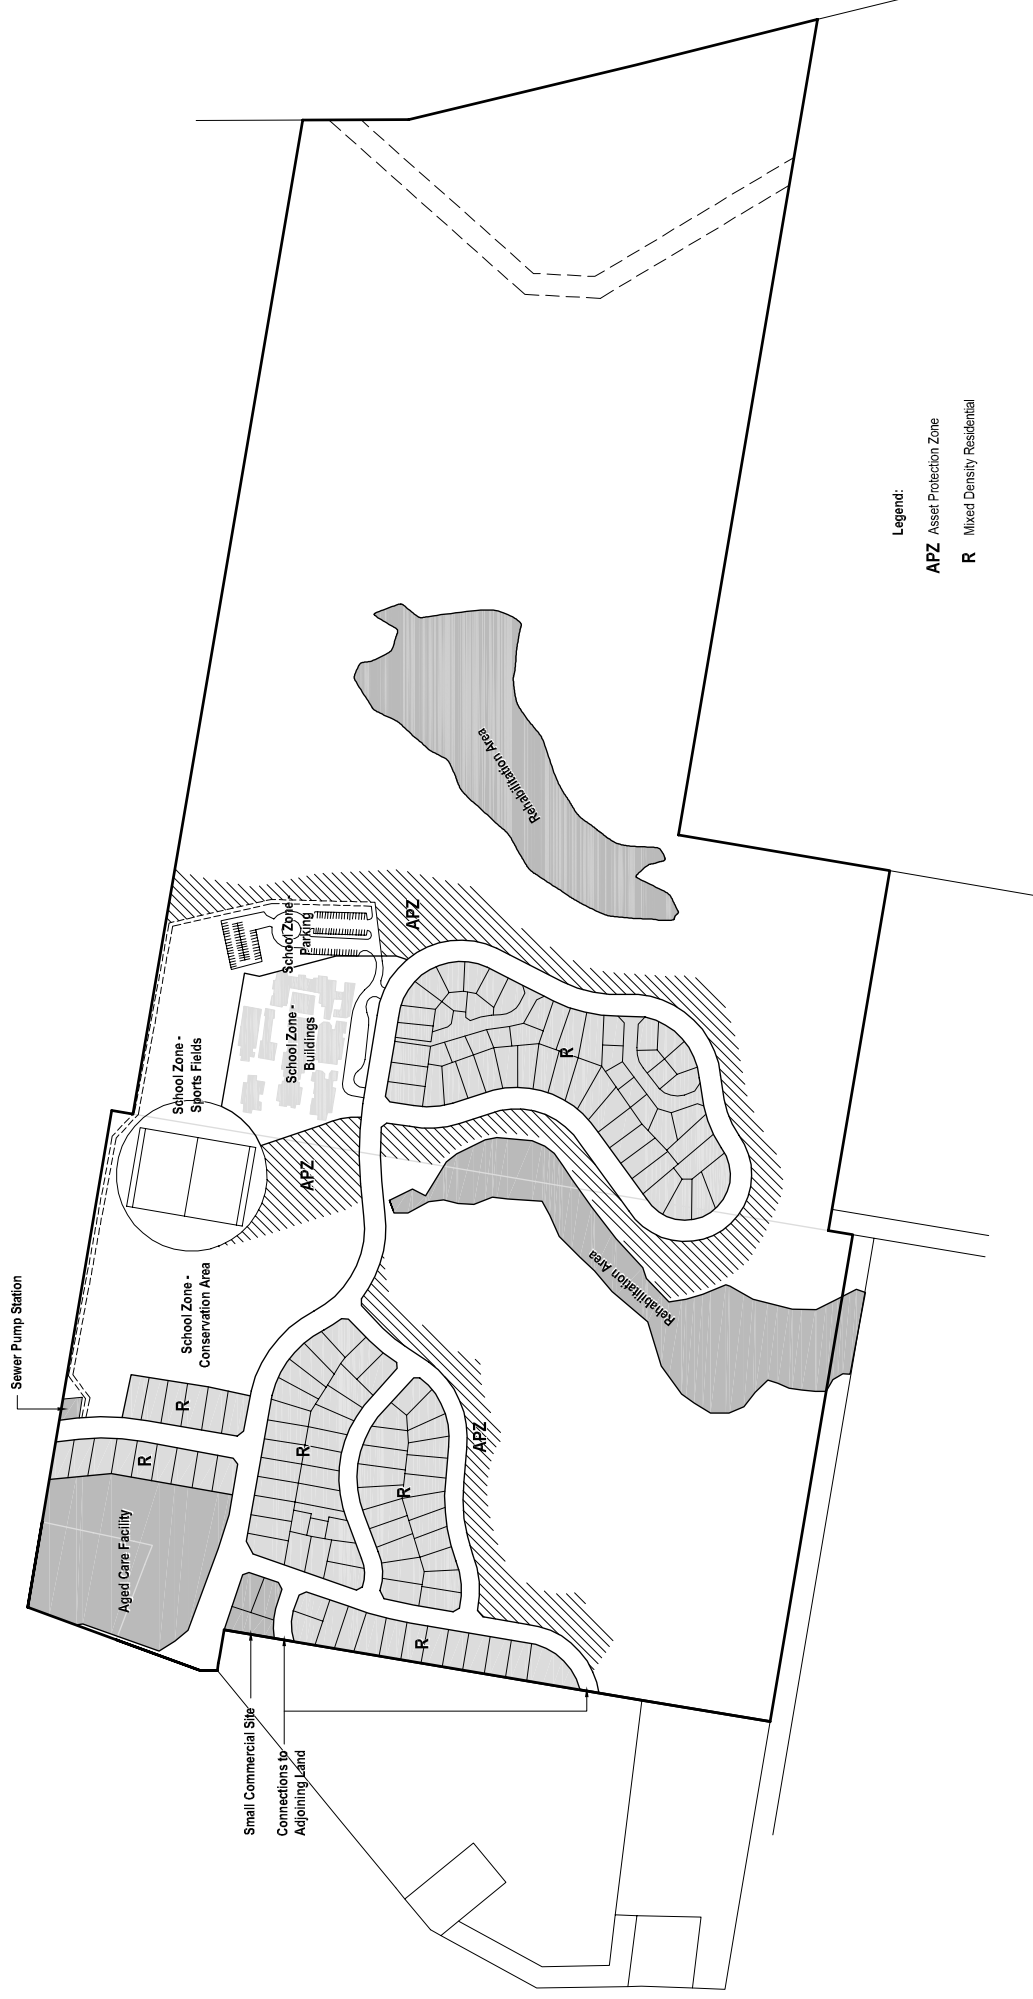 Sewer Pump Station
Aged Care Facility
R
R
School Zone -
Conservation Area
School Zone -
Sports Fields
School Zone -
Buildings
School Zone -
Parking
APZ
APZ
APZ
R
R
R
R
Small Commercial Site
Connections to
Adjoining Land
Rehabilitation Area
Rehabilitation Area
Legend:
APZ Asset Protection Zone
R Mixed Density Residential